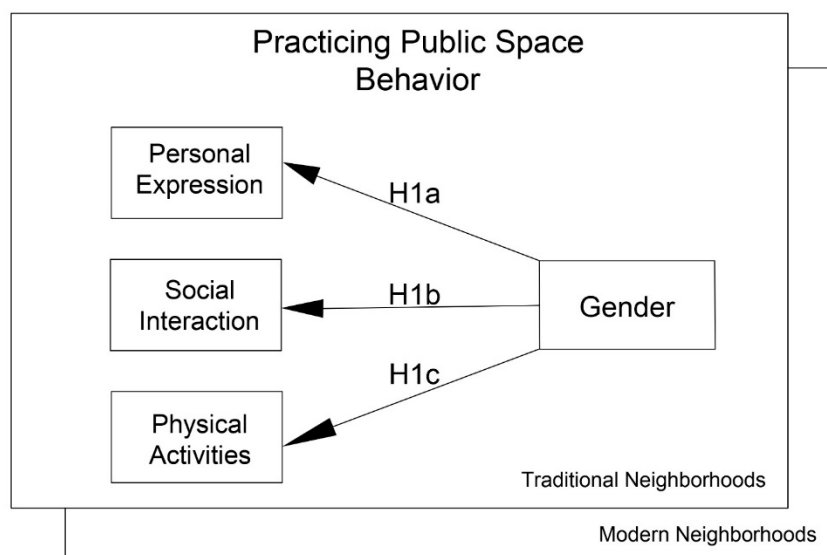 Practicing Public Space
Behavior
Personal
Expression
H1a
Social
Interaction
H1b
Gender
H1c
Physical
Activities
Traditional Neighborhoods
Modern Neighborhoods